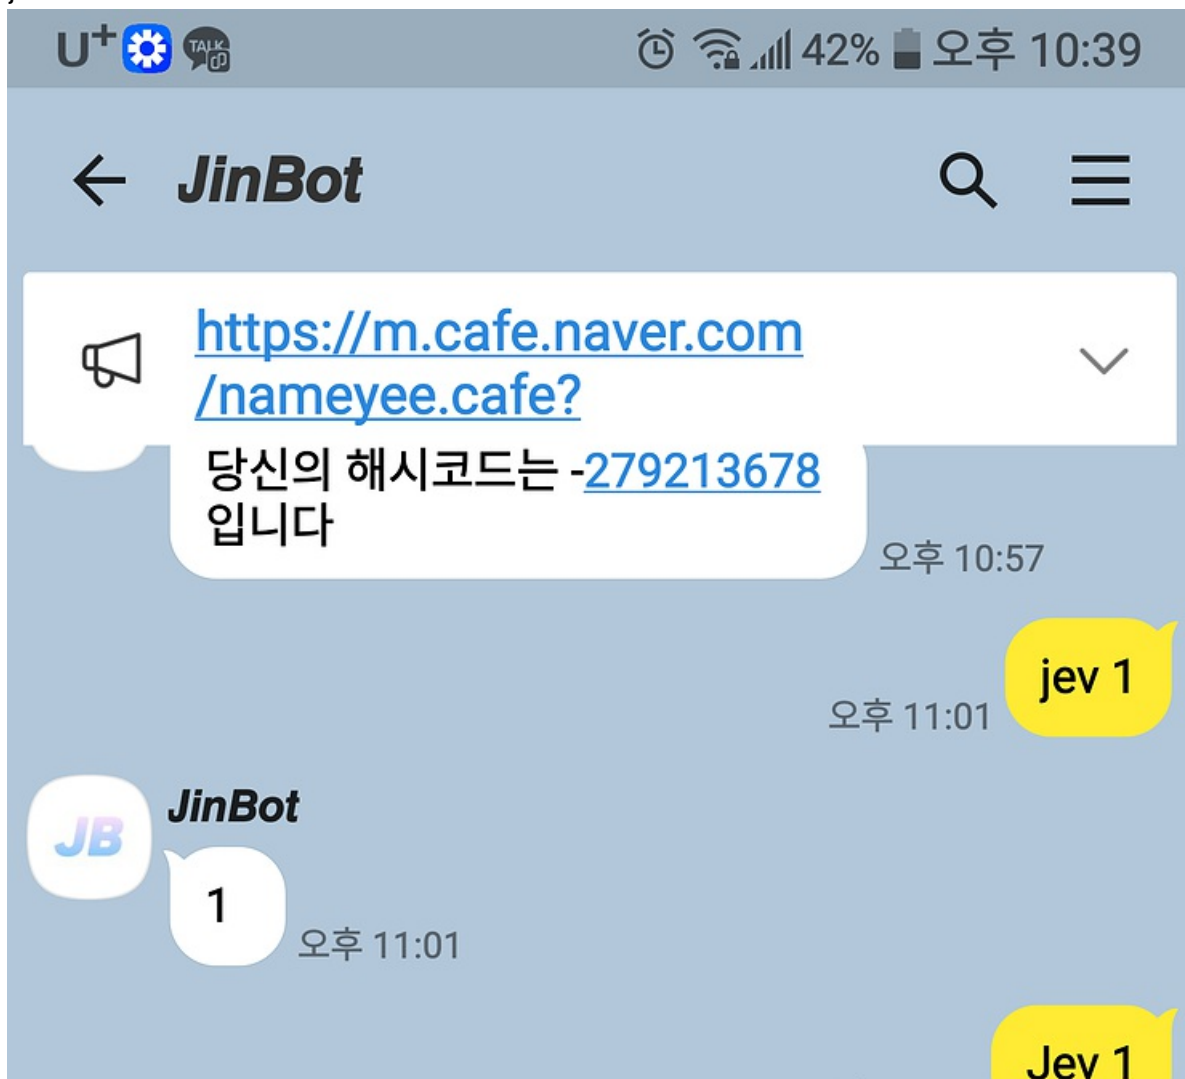 U+ TALK 42% 오후 10:39
JinBot
https://m.cafe.naver.com
/nameyee.cafe?
당신의 해시코드는 -279213678
입니다
오후 10:57
jev 1
오후 11:01
JinBot
JB
1
오후 11:01
Jev 1